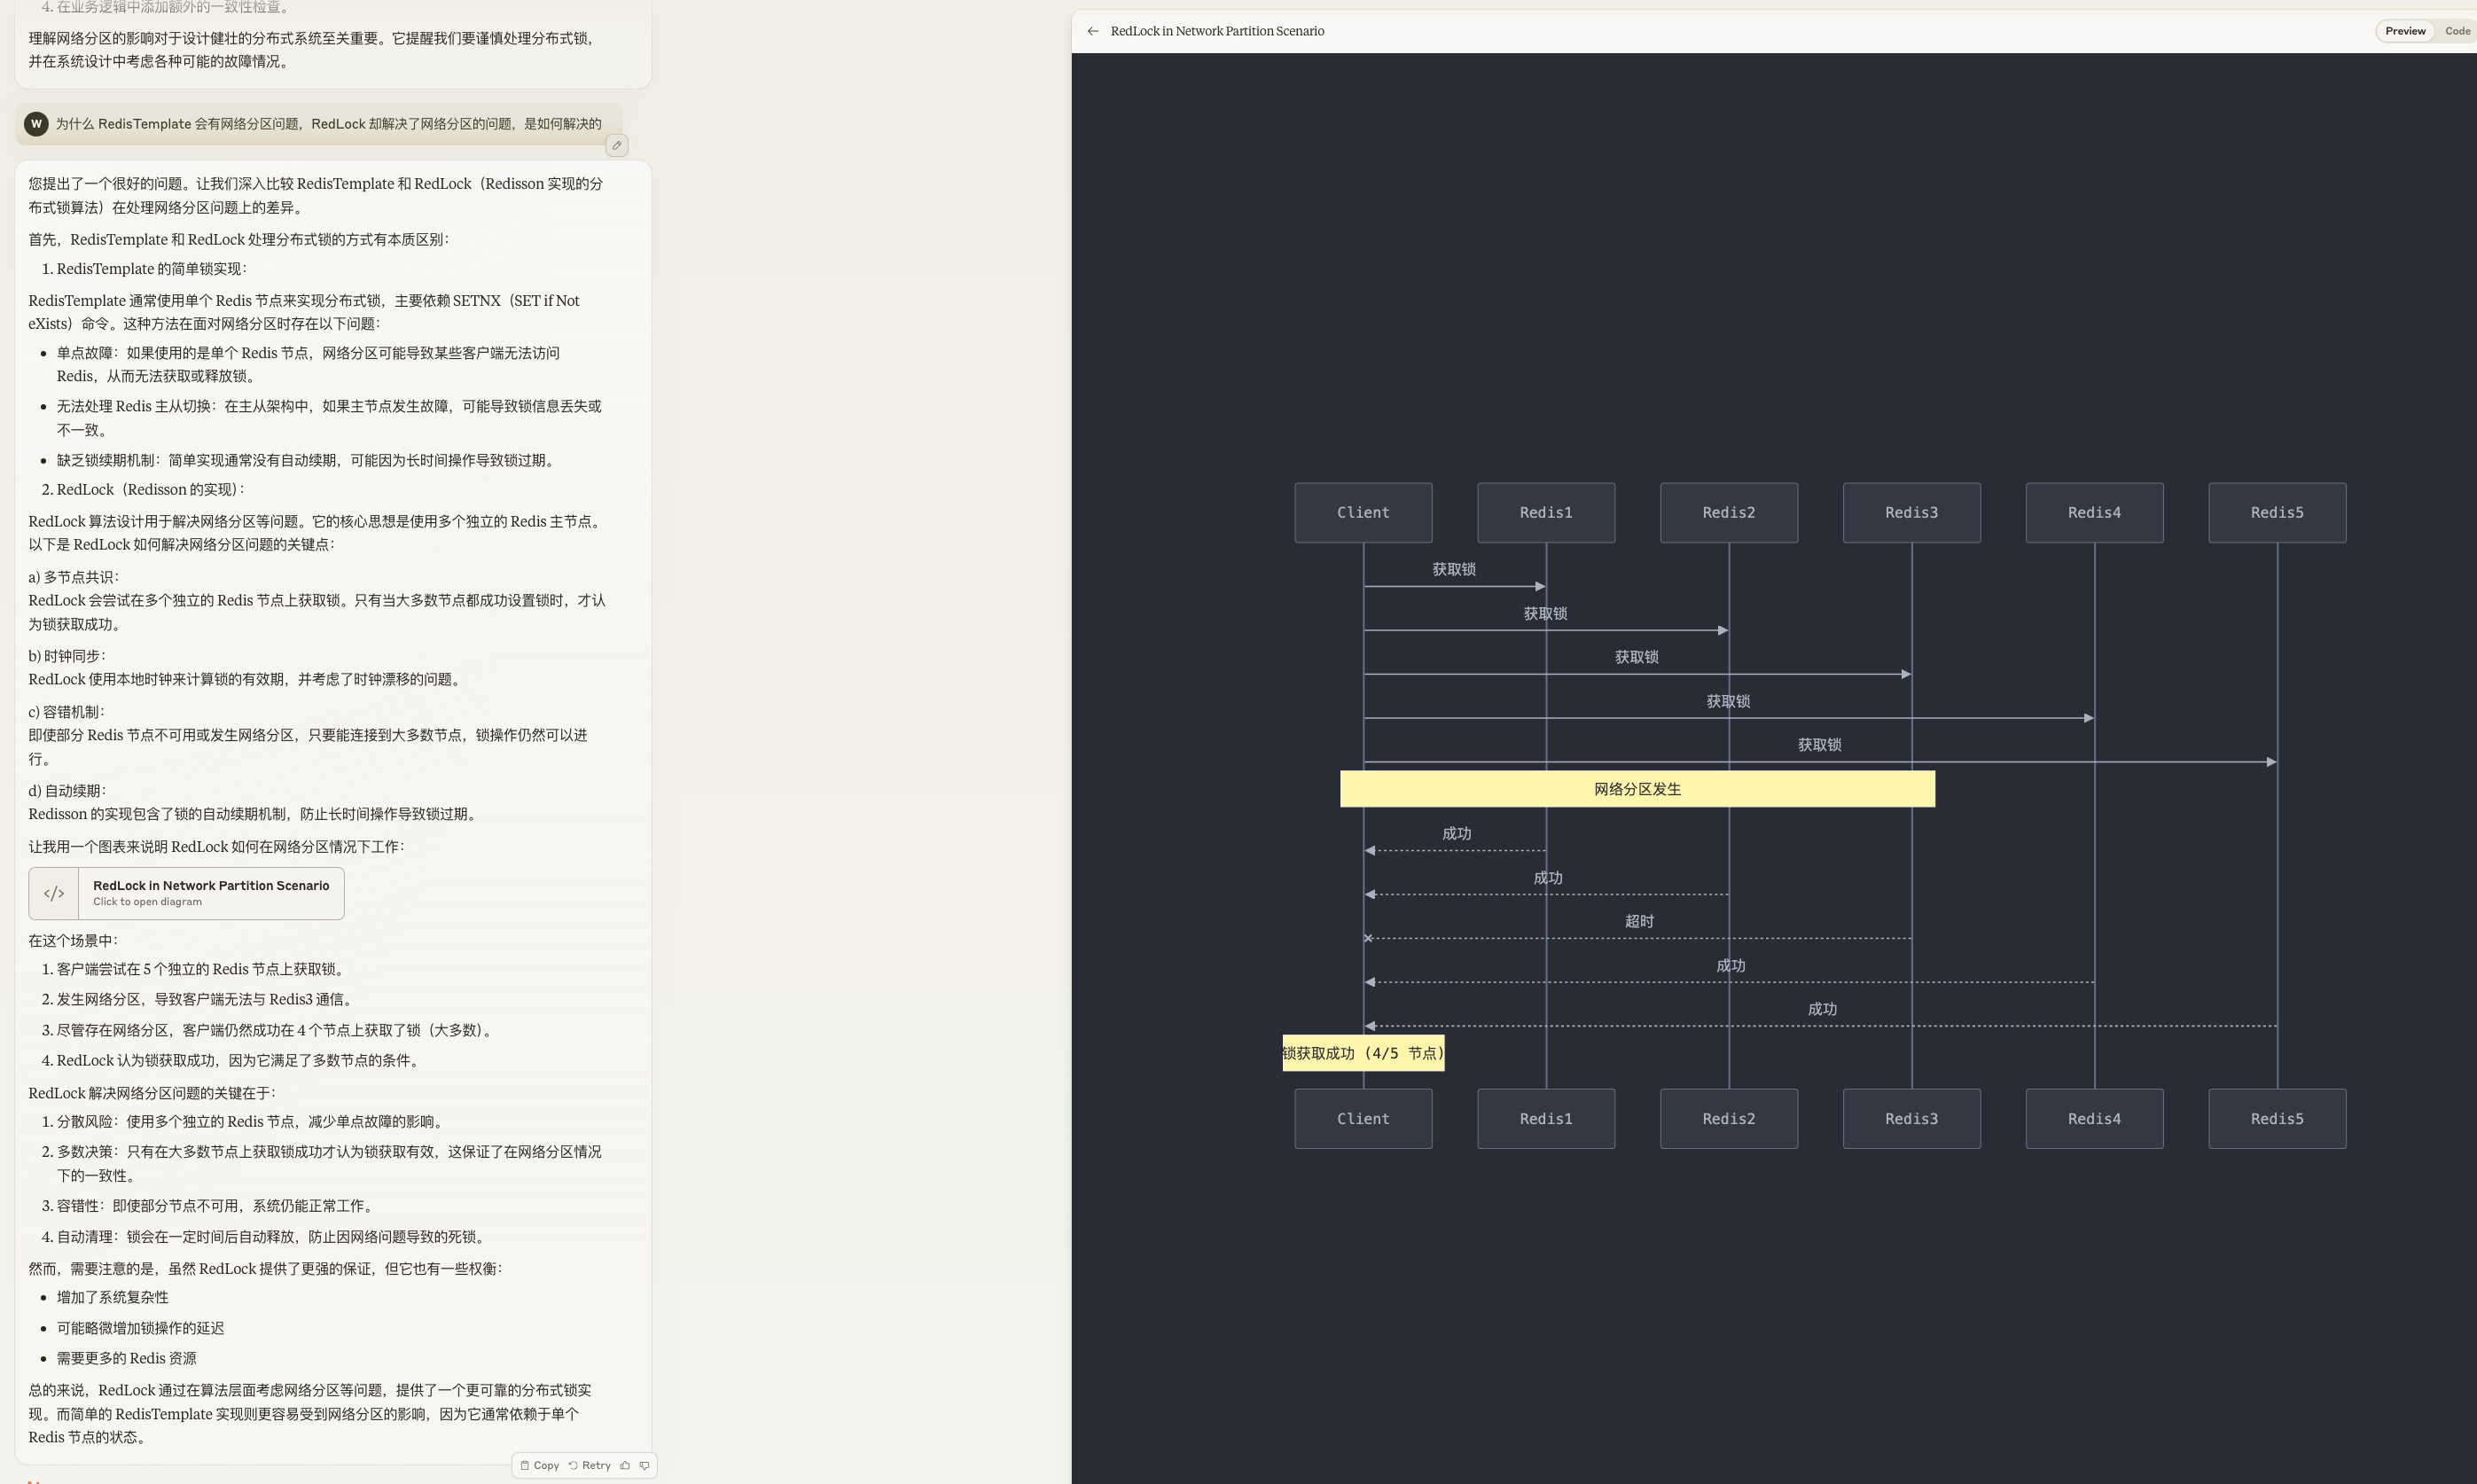 4. 在业务逻辑中添加额外的一致性检查。
理解网络分区的影响对于设计健壮的分布式系统至关重要。它提醒我们要谨慎处理分布式锁,
并在系统设计中考虑各种可能的故障情况。
W 为什么 RedisTemplate 会有网络分区问题，RedLock 却解决了网络分区的问题，是如何解决的
您提出了一个很好的问题。让我们深入比较 RedisTemplate 和 RedLock（Redisson 实现的分
布式锁算法）在处理网络分区问题上的差异。
首先，RedisTemplate 和 RedLock 处理分布式锁的方式有本质区别：
1. RedisTemplate 的简单锁实现：
RedisTemplate 通常使用单个 Redis 节点来实现分布式锁，主要依赖 SETNX（SET if Not
eXists）命令。这种方法在面对网络分区时存在以下问题：
• 单点故障：如果使用的是单个 Redis 节点，网络分区可能导致某些客户端无法访问
Redis，从而无法获取或释放锁。
• 无法处理 Redis 主从切换：在主从架构中，如果主节点发生故障，可能导致锁信息丢失或
不一致。
• 缺乏锁续期机制：简单实现通常没有自动续期，可能因为长时间操作导致锁过期。
2. RedLock（Redisson 的实现）：
RedLock 算法设计用于解决网络分区等问题。它的核心思想是使用多个独立的 Redis 主节点。
以下是 RedLock 如何解决网络分区问题的关键点：
a) 多节点共识：
RedLock 会尝试在多个独立的 Redis 节点上获取锁。只有当大多数节点都成功设置锁时，才认
为锁获取成功。
b) 时钟同步：
RedLock 使用本地时钟来计算锁的有效期，并考虑了时钟漂移的问题。
c) 容错机制：
即使部分 Redis 节点不可用或发生网络分区，只要能连接到大多数节点，锁操作仍然可以进
行。
d) 自动续期：
Redisson 的实现包含了锁的自动续期机制，防止长时间操作导致锁过期。
让我用一个图表来说明 RedLock 如何在网络分区情况下工作：
</> RedLock in Network Partition Scenario
Click to open diagram
在这个场景中：
1. 客户端尝试在 5 个独立的 Redis 节点上获取锁。
2. 发生网络分区，导致客户端无法与 Redis3 通信。
3. 尽管存在网络分区，客户端仍然成功在 4 个节点上获取了锁（大多数）。
4. RedLock 认为锁获取成功，因为它满足了多数节点的条件。
RedLock 解决网络分区问题的关键在于：
1. 分散风险：使用多个独立的 Redis 节点，减少单点故障的影响。
2. 多数决策：只有在大多数节点上获取锁成功才认为锁获取有效，这保证了在网络分区情况
下的一致性。
3. 容错性：即使部分节点不可用，系统仍能正常工作。
4. 自动清理：锁会在一定时间后自动释放，防止因网络问题导致的死锁。
然而，需要注意的是，虽然 RedLock 提供了更强的保证，但它也有一些权衡：
• 增加了系统复杂性
• 可能略微增加锁操作的延迟
• 需要更多的 Redis 资源
总的来说，RedLock 通过在算法层面考虑网络分区等问题，提供了一个更可靠的分布式锁实
现。而简单的 RedisTemplate 实现则更容易受到网络分区的影响，因为它通常依赖于单个
Redis 节点的状态。
Copy Retry
← RedLock in Network Partition Scenario Preview Code
Client Redis1 Redis2 Redis3 Redis4 Redis5
获取锁
获取锁
获取锁
获取锁
获取锁
网络分区发生
成功
成功
超时
成功
成功
锁获取成功 (4/5 节点)
Client Redis1 Redis2 Redis3 Redis4 Redis5